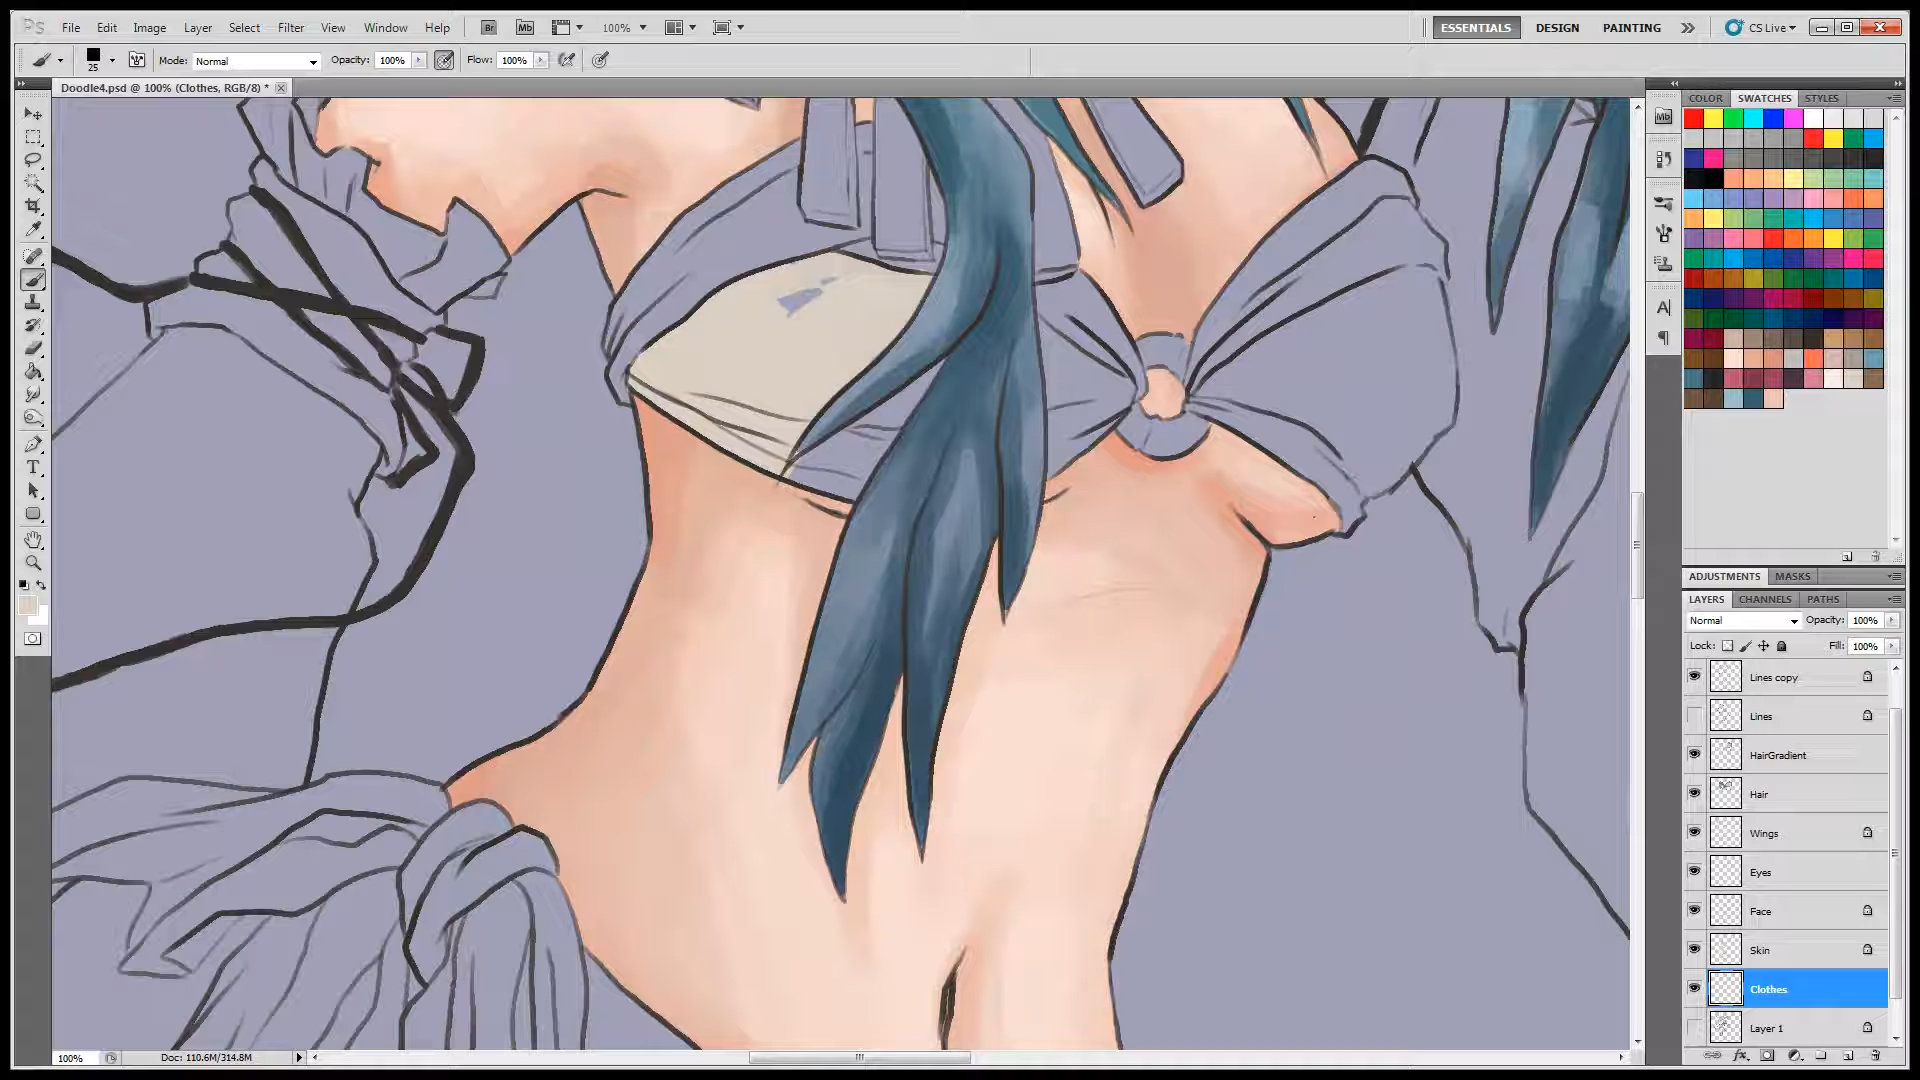 Ps File Edit Image Layer Select Filter View Window Help Br Mb 100% ESSENTIALS DESIGN PAINTING CS Live
25 Mode: Normal Opacity: 100% Flow: 100%
Doodle4.psd @ 100% (Clothes, RGB/8) *
COLOR SWATCHES STYLES
Mb
A
T
ADJUSTMENTS MASKS
LAYERS CHANNELS PATHS
Normal Opacity: 100%
Lock: Fill: 100%
Lines copy
Lines
HairGradient
Hair
Wings
Eyes
Face
Skin
Clothes
Layer 1
100% Doc: 110.6M/314.8M
fx